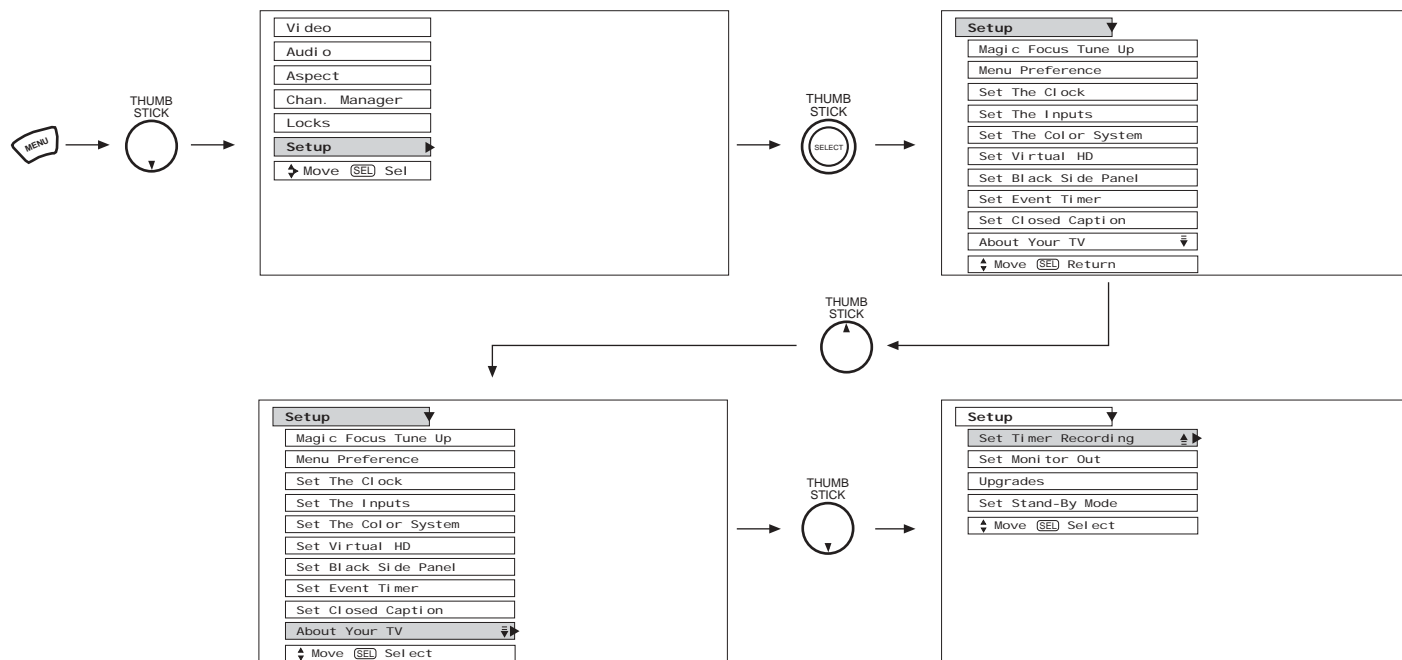 MENU
THUMB
STICK
Video
Audio
Aspect
Chan. Manager
Locks
Setup
Move SEL Sel
THUMB
STICK
SELECT
Setup
Magic Focus Tune Up
Menu Preference
Set The Clock
Set The Inputs
Set The Color System
Set Virtual HD
Set Black Side Panel
Set Event Timer
Set Closed Caption
About Your TV
Move SEL Return
THUMB
STICK
Setup
Magic Focus Tune Up
Menu Preference
Set The Clock
Set The Inputs
Set The Color System
Set Virtual HD
Set Black Side Panel
Set Event Timer
Set Closed Caption
About Your TV
Move SEL Select
THUMB
STICK
Setup
Set Timer Recording
Set Monitor Out
Upgrades
Set Stand-By Mode
Move SEL Select